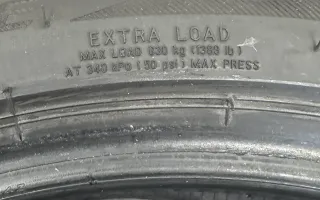 EXTRA LOAD
MAX LOAD 630 kg (1389 lb)
AT 340 kPa (50 psi) MAX PRESS